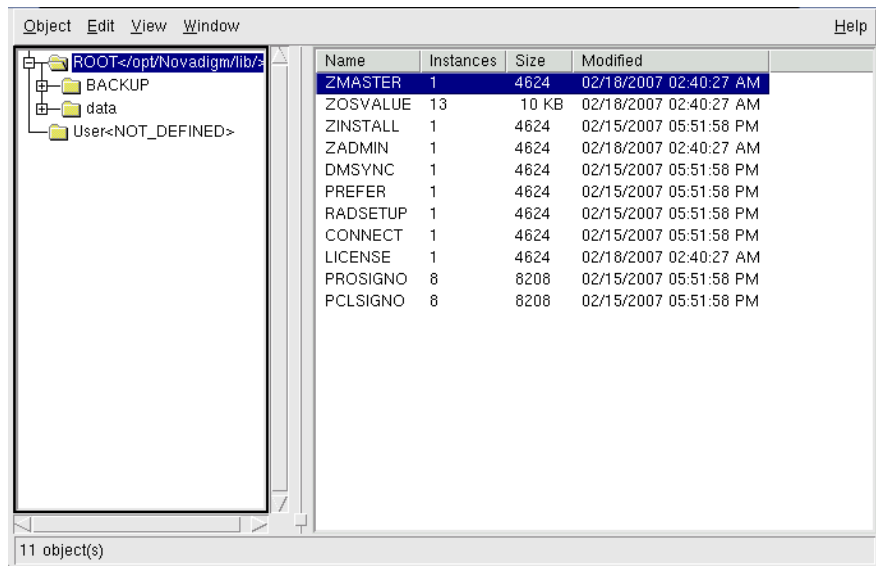 Object Edit View Window Help
ROOT</opt/Novadigm/lib/>
BACKUP
data
User<NOT_DEFINED>
Name Instances Size Modified
ZMASTER 1 4624 02/18/2007 02:40:27 AM
ZOSVALUE 13 10 KB 02/18/2007 02:40:27 AM
ZINSTALL 1 4624 02/15/2007 05:51:58 PM
ZADMIN 1 4624 02/18/2007 02:40:27 AM
DMSYNC 1 4624 02/15/2007 05:51:58 PM
PREFER 1 4624 02/15/2007 05:51:58 PM
RADSETUP 1 4624 02/15/2007 05:51:58 PM
CONNECT 1 4624 02/15/2007 05:51:58 PM
LICENSE 1 4624 02/18/2007 02:40:27 AM
PROSIGNO 8 8208 02/15/2007 05:51:58 PM
PCLSIGNO 8 8208 02/15/2007 05:51:58 PM
11 object(s)